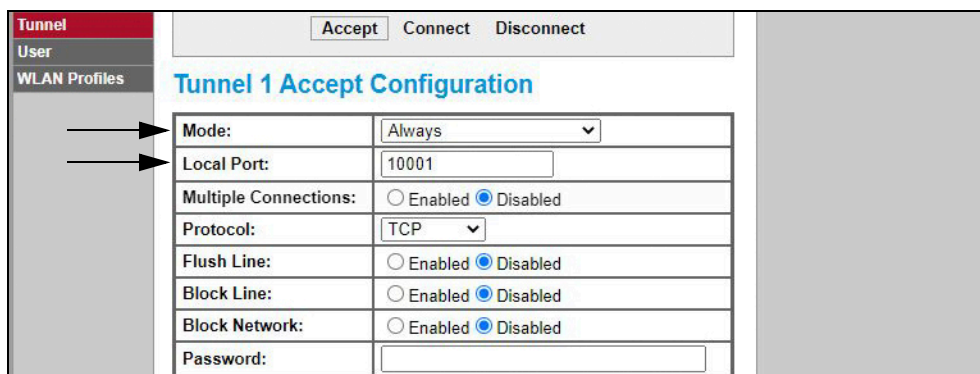 Tunnel
User
WLAN Profiles
Accept Connect Disconnect
Tunnel 1 Accept Configuration
Mode: Always
Local Port: 10001
Multiple Connections: Enabled Disabled
Protocol: TCP
Flush Line: Enabled Disabled
Block Line: Enabled Disabled
Block Network: Enabled Disabled
Password: